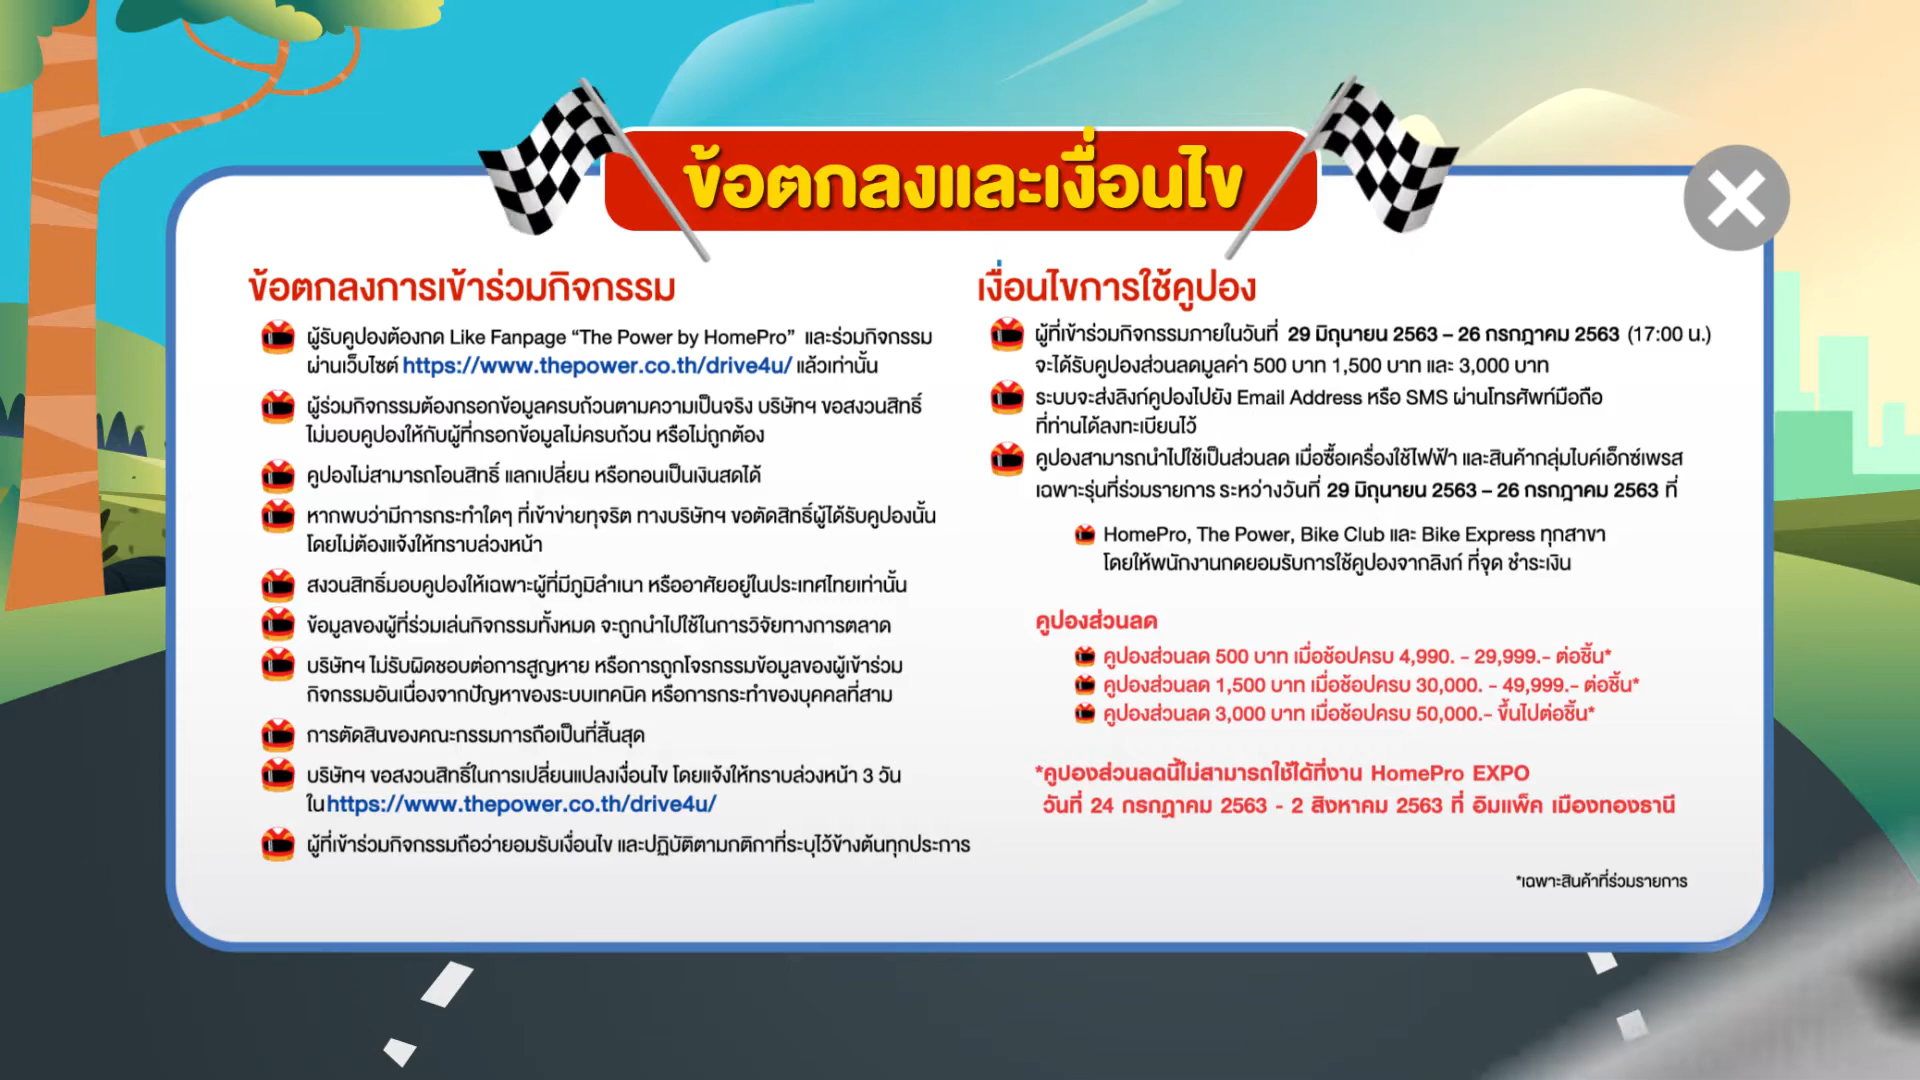 ข้อตกลงและเงื่อนไข
ข้อตกลงการเข้าร่วมกิจกรรม
ผู้รับคูปองต้องกด Like Fanpage “The Power by HomePro” และร่วมกิจกรรม
ผ่านเว็บไซต์ https://www.thepower.co.th/drive4u/ แล้วเท่านั้น
ผู้ร่วมกิจกรรมต้องกรอกข้อมูลครบถ้วนตามความเป็นจริง บริษัทฯ ขอสงวนสิทธิ์
ไม่มอบคูปองให้กับผู้ที่กรอกข้อมูลไม่ครบถ้วน หรือไม่ถูกต้อง
คูปองไม่สามารถโอนสิทธิ์ แลกเปลี่ยน หรือทอนเป็นเงินสดได้
หากพบว่ามีการกระทำใดๆ ที่เข้าข่ายทุจริต ทางบริษัทฯ ขอตัดสิทธิ์ผู้ได้รับคูปองนั้น
โดยไม่ต้องแจ้งให้ทราบล่วงหน้า
สงวนสิทธิ์มอบคูปองให้เฉพาะผู้ที่มีภูมิลำเนา หรืออาศัยอยู่ในประเทศไทยเท่านั้น
ข้อมูลของผู้ที่ร่วมเล่นกิจกรรมทั้งหมด จะถูกนำไปใช้ในการวิจัยทางการตลาด
บริษัทฯ ไม่รับผิดชอบต่อการสูญหาย หรือการถูกโจรกรรมข้อมูลของผู้เข้าร่วม
กิจกรรมอันเนื่องจากปัญหาของระบบเทคนิค หรือการกระทำของบุคคลที่สาม
การตัดสินของคณะกรรมการถือเป็นที่สิ้นสุด
บริษัทฯ ขอสงวนสิทธิ์ในการเปลี่ยนแปลงเงื่อนไข โดยแจ้งให้ทราบล่วงหน้า 3 วัน
ใน https://www.thepower.co.th/drive4u/
ผู้ที่เข้าร่วมกิจกรรมถือว่ายอมรับเงื่อนไข และปฏิบัติตามกติกาที่ระบุไว้ข้างต้นทุกประการ
เงื่อนไขการใช้คูปอง
ผู้ที่เข้าร่วมกิจกรรมภายในวันที่ 29 มิถุนายน 2563 – 26 กรกฎาคม 2563 (17:00 น.)
จะได้รับคูปองส่วนลดมูลค่า 500 บาท 1,500 บาท และ 3,000 บาท
ระบบจะส่งลิงก์คูปองไปยัง Email Address หรือ SMS ผ่านโทรศัพท์มือถือ
ที่ท่านได้ลงทะเบียนไว้
คูปองสามารถนำไปใช้เป็นส่วนลด เมื่อซื้อเครื่องใช้ไฟฟ้า และสินค้ากลุ่มไบค์เอ็กซ์เพรส
เฉพาะรุ่นที่ร่วมรายการ ระหว่างวันที่ 29 มิถุนายน 2563 – 26 กรกฎาคม 2563 ที่
HomePro, The Power, Bike Club และ Bike Express ทุกสาขา
โดยให้พนักงานกดยอมรับการใช้คูปองจากลิงก์ ที่จุด ชำระเงิน
คูปองส่วนลด
คูปองส่วนลด 500 บาท เมื่อช้อปครบ 4,990. - 29,999.- ต่อชิ้น*
คูปองส่วนลด 1,500 บาท เมื่อช้อปครบ 30,000. - 49,999.- ต่อชิ้น*
คูปองส่วนลด 3,000 บาท เมื่อช้อปครบ 50,000.- ขึ้นไปต่อชิ้น*
*คูปองส่วนลดนี้ไม่สามารถใช้ได้ที่งาน HomePro EXPO
วันที่ 24 กรกฎาคม 2563 - 2 สิงหาคม 2563 ที่ อิมแพ็ค เมืองทองธานี
*เฉพาะสินค้าที่ร่วมรายการ